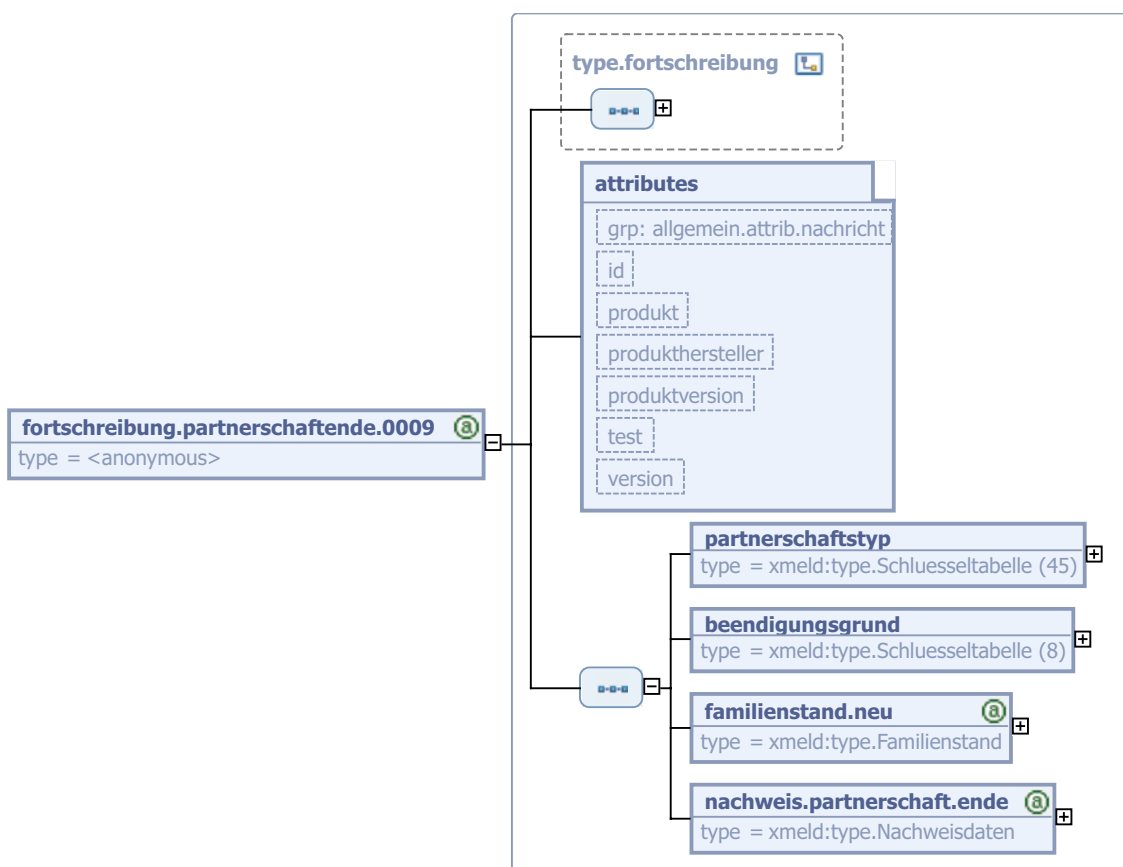 type.fortschreibung
attributes
grp: allgemein.attrib.nachricht
id
produkt
produkthersteller
produktversion
test
version
fortschreibung.partnerschaftende.0009 @
type = <anonymous>
partnerschaftstyp
type = xmeld:type.Schluesseltabelle (45)
beendigungsgrund
type = xmeld:type.Schluesseltabelle (8)
familienstand.neu @
type = xmeld:type.Familienstand
nachweis.partnerschaft.ende @
type = xmeld:type.Nachweisdaten